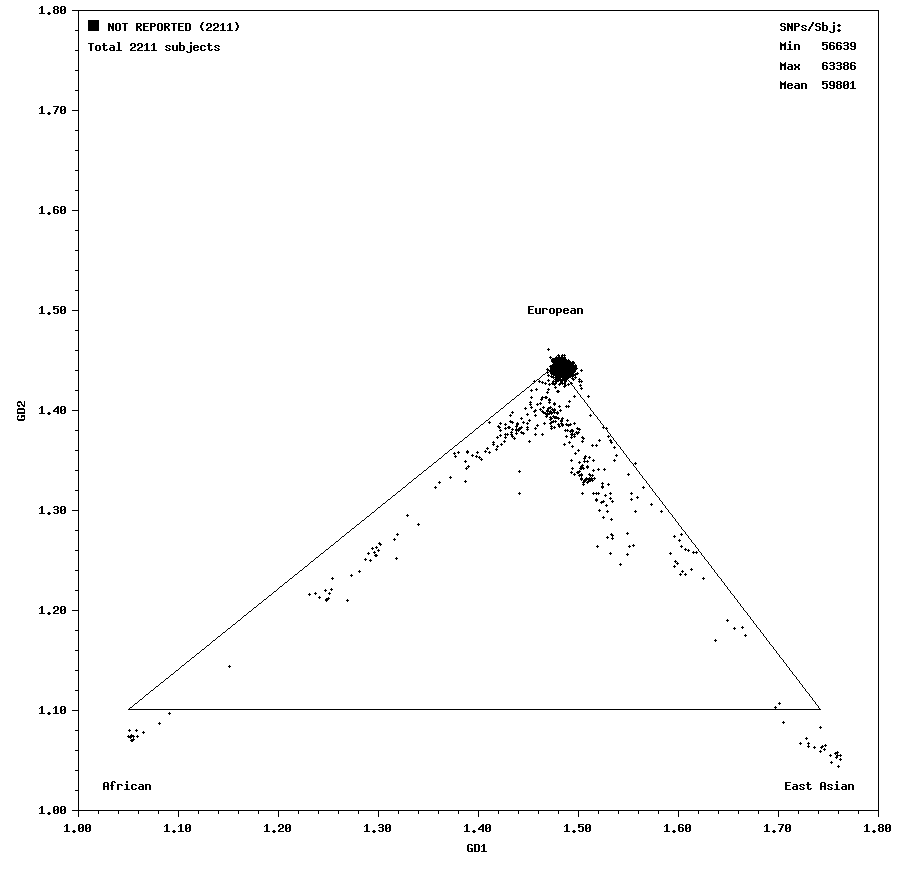 1.80
NOT REPORTED (2211)
SNPs/Sbj:
Total 2211 subjects
Min 56639
Max 63386
Mean 59801
1.70
1.60
1.50
European
1.40
GD2
1.30
1.20
1.10
African
East Asian
1.00
1.00 1.10 1.20 1.30 1.40 1.50 1.60 1.70 1.80
GD1